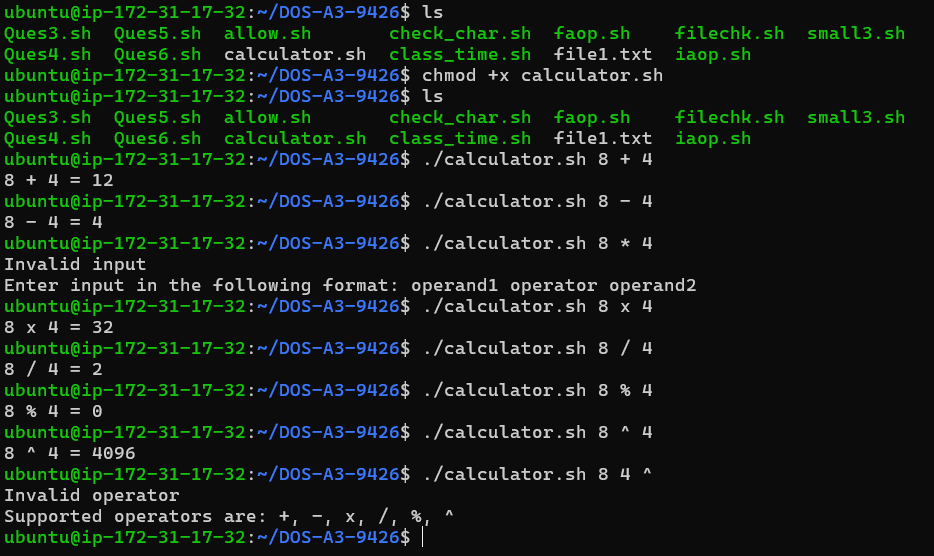 ubuntu@ip-172-31-17-32:~/DOS-A3-9426$ ls
Ques3.sh  Ques5.sh  allow.sh       check_char.sh  faop.sh    filechk.sh  small3.sh
Ques4.sh  Ques6.sh  calculator.sh  class_time.sh  file1.txt  iaop.sh
ubuntu@ip-172-31-17-32:~/DOS-A3-9426$ chmod +x calculator.sh
ubuntu@ip-172-31-17-32:~/DOS-A3-9426$ ls
Ques3.sh  Ques5.sh  allow.sh       check_char.sh  faop.sh    filechk.sh  small3.sh
Ques4.sh  Ques6.sh  calculator.sh  class_time.sh  file1.txt  iaop.sh
ubuntu@ip-172-31-17-32:~/DOS-A3-9426$ ./calculator.sh 8 + 4
8 + 4 = 12
ubuntu@ip-172-31-17-32:~/DOS-A3-9426$ ./calculator.sh 8 - 4
8 - 4 = 4
ubuntu@ip-172-31-17-32:~/DOS-A3-9426$ ./calculator.sh 8 * 4
Invalid input
Enter input in the following format: operand1 operator operand2
ubuntu@ip-172-31-17-32:~/DOS-A3-9426$ ./calculator.sh 8 x 4
8 x 4 = 32
ubuntu@ip-172-31-17-32:~/DOS-A3-9426$ ./calculator.sh 8 / 4
8 / 4 = 2
ubuntu@ip-172-31-17-32:~/DOS-A3-9426$ ./calculator.sh 8 % 4
8 % 4 = 0
ubuntu@ip-172-31-17-32:~/DOS-A3-9426$ ./calculator.sh 8 ^ 4
8 ^ 4 = 4096
ubuntu@ip-172-31-17-32:~/DOS-A3-9426$ ./calculator.sh 8 4 ^
Invalid operator
Supported operators are: +, -, x, /, %, ^
ubuntu@ip-172-31-17-32:~/DOS-A3-9426$